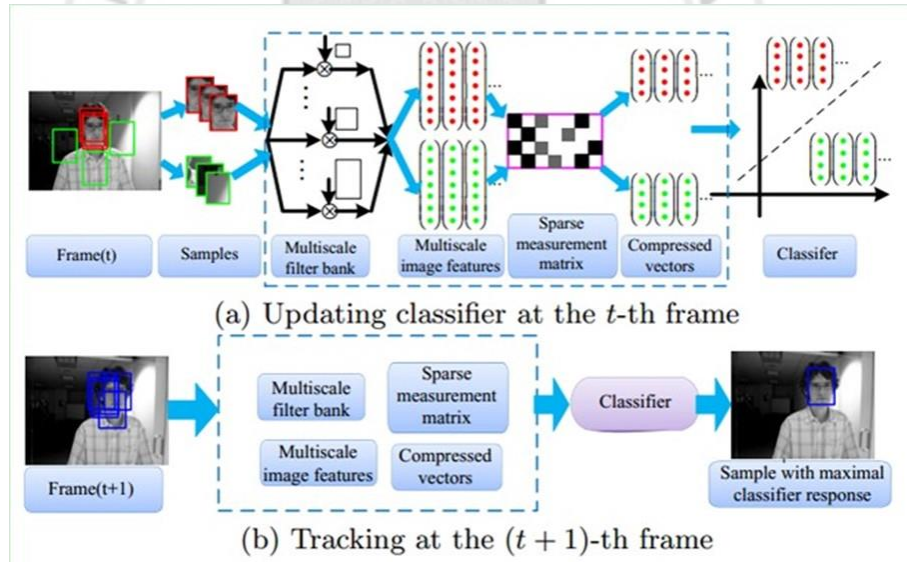 Frame(t)
Samples
Multiscale
filter bank
Multiscale
image features
Sparse
measurement
matrix
Compressed
vectors
Classifer
(a) Updating classifier at the t-th frame
Frame(t+1)
Multiscale
filter bank
Sparse
measurement
matrix
Multiscale
image features
Compressed
vectors
Classifier
Sample with maximal
classifier response
(b) Tracking at the (t + 1)-th frame